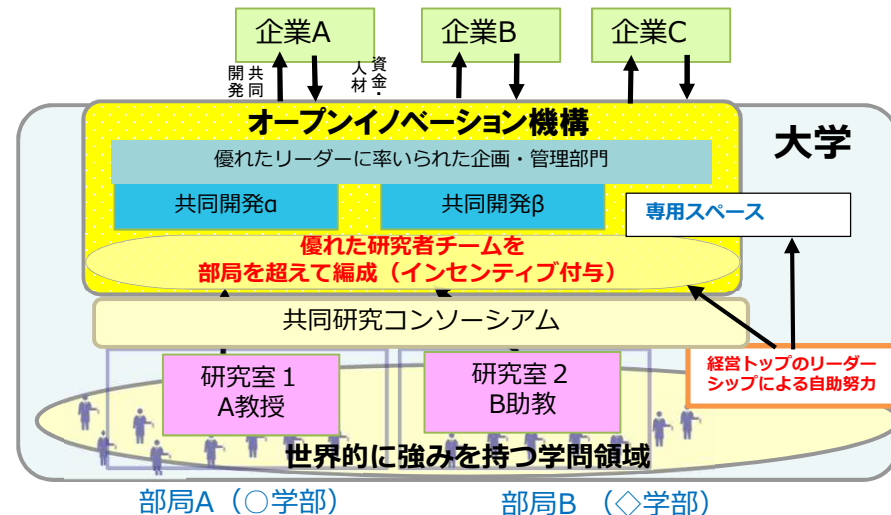 企業A
企業B
企業C
共同
開発
資金・
人材
オープンイノベーション機構
大学
優れたリーダーに率いられた企画・管理部門
共同開発α
共同開発β
専用スペース
優れた研究者チームを
部局を超えて編成（インセンティブ付与）
共同研究コンソーシアム
経営トップのリーダー
シップによる自助努力
研究室１
A教授
研究室２
B助教
世界的に強みを持つ学問領域
部局A（○学部）
部局B （◇学部）